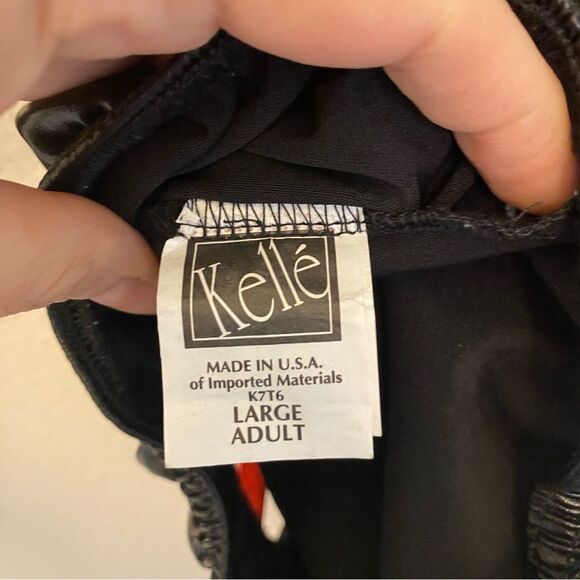 Kellé
MADE IN U.S.A.
of Imported Materials
K7T6
LARGE
ADULT